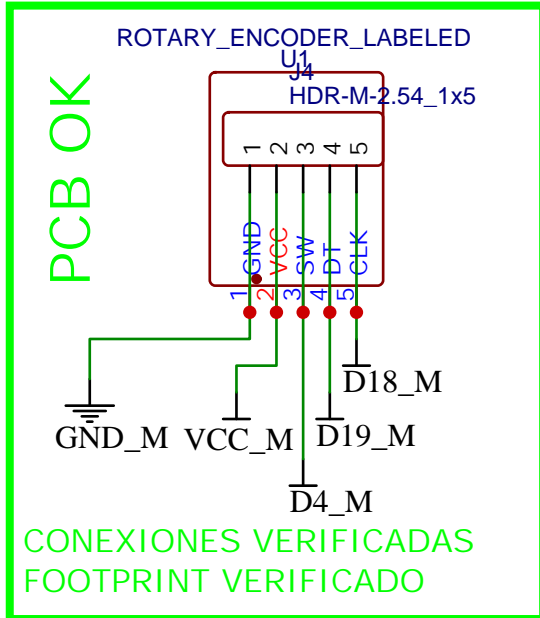 ROTARY_ENCODER_LABELED
U1
J4
HDR-M-2.54_1x5
PCB OK
1 2 3 4 5
GND VCC SW DT CLK
1 2 3 4 5
D18_M
GND_M VCC_M D19_M
D4_M
CONEXIONES VERIFICADAS
FOOTPRINT VERIFICADO